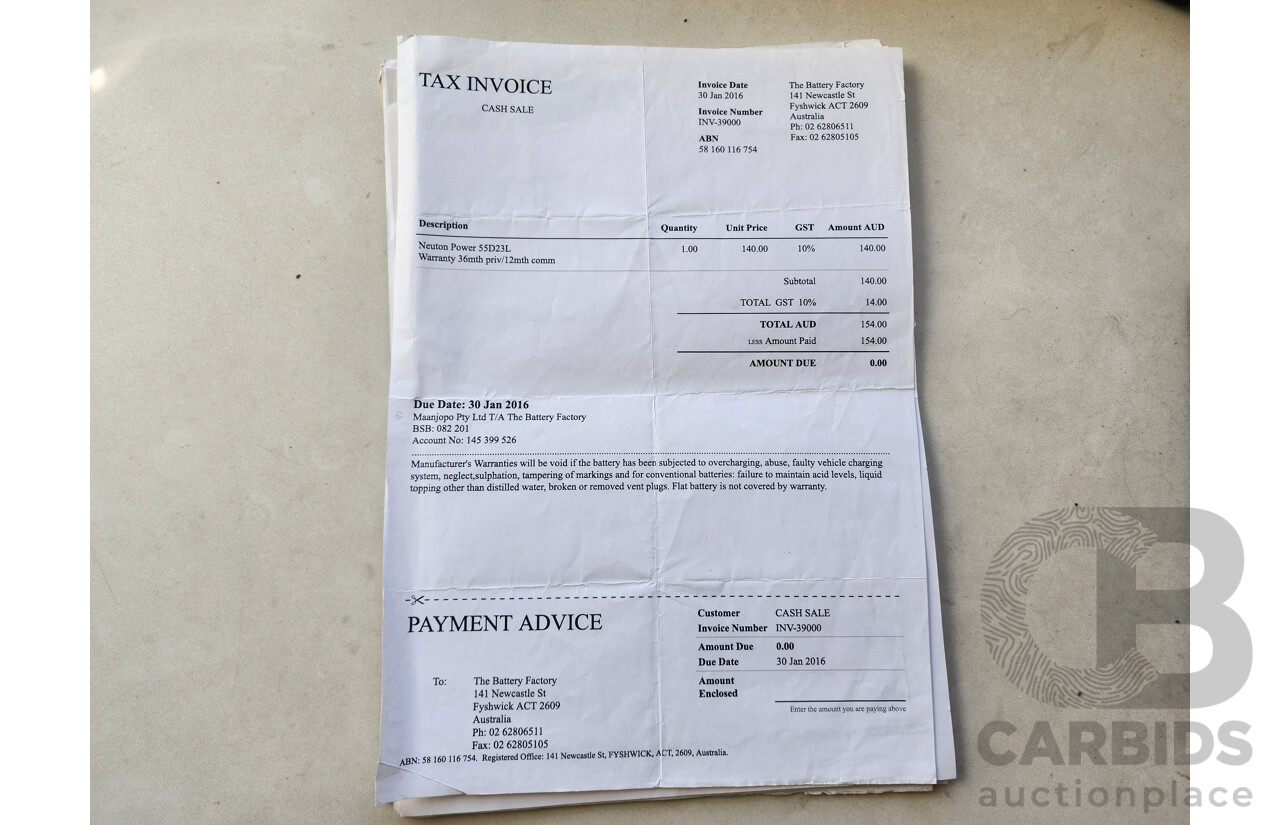 TAX INVOICE
CASH SALE
Invoice Date
30 Jan 2016
Invoice Number
INV-39000
ABN
58 160 116 754
The Battery Factory
141 Newcastle St
Fyshwick ACT 2609
Australia
Ph: 02 62806511
Fax: 02 62805105
Description Quantity Unit Price GST Amount AUD
Neuton Power 55D23L 1.00 140.00 10% 140.00
Warranty 36mth priv/12mth comm
Subtotal 140.00
TOTAL GST 10% 14.00
TOTAL AUD 154.00
LESS Amount Paid 154.00
AMOUNT DUE 0.00
Due Date: 30 Jan 2016
Maanjopo Pty Ltd T/A The Battery Factory
BSB: 082 201
Account No: 145 399 526
Manufacturer's Warranties will be void if the battery has been subjected to overcharging, abuse, faulty vehicle charging
system, neglect,sulphation, tampering of markings and for conventional batteries: failure to maintain acid levels, liquid
topping other than distilled water, broken or removed vent plugs. Flat battery is not covered by warranty.
PAYMENT ADVICE
To: The Battery Factory
141 Newcastle St
Fyshwick ACT 2609
Australia
Ph: 02 62806511
Fax: 02 62805105
Customer CASH SALE
Invoice Number INV-39000
Amount Due 0.00
Due Date 30 Jan 2016
Amount
Enclosed
Enter the amount you are paying above
ABN: 58 160 116 754. Registered Office: 141 Newcastle St, FYSHWICK, ACT, 2609, Australia.
CB
CARBIDS
auctionplace